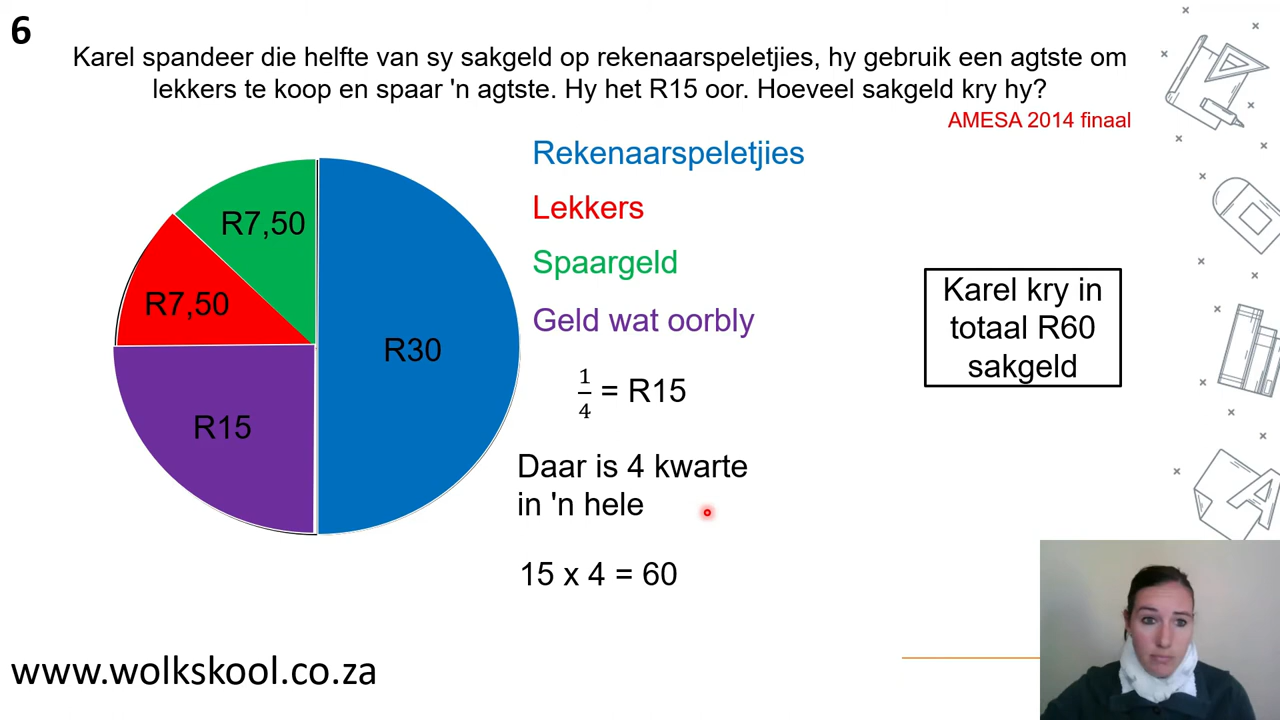 6
Karel spandeer die helfte van sy sakgeld op rekenaarspeletjies, hy gebruik een agtste om
lekkers te koop en spaar 'n agtste. Hy het R15 oor. Hoeveel sakgeld kry hy?
AMESA 2014 finaal
Rekenaarspeletjies
Lekkers
Spaargeld
Geld wat oorbly
R7,50
R7,50
R30
R15
1/4 = R15
Daar is 4 kwarte
in 'n hele
15 x 4 = 60
Karel kry in
totaal R60
sakgeld
A
www.wolkskool.co.za